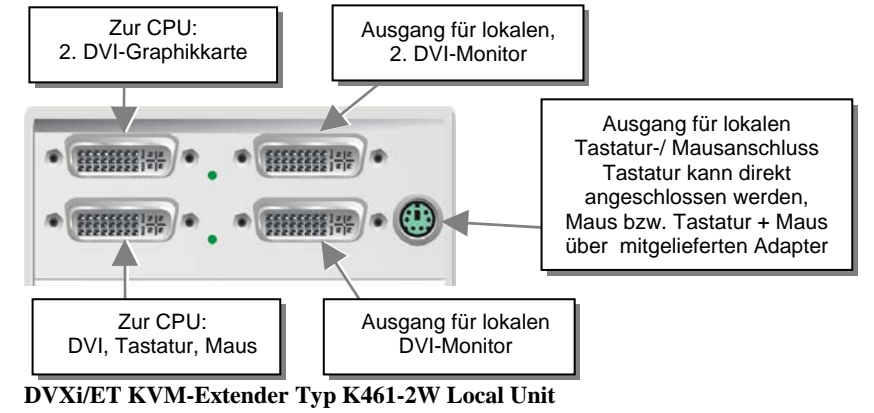 Zur CPU:
2. DVI-Graphikkarte
Ausgang für lokalen,
2. DVI-Monitor
Ausgang für lokalen
Tastatur-/ Mausanschluss
Tastatur kann direkt
angeschlossen werden,
Maus bzw. Tastatur + Maus
über mitgelieferten Adapter
Zur CPU:
DVI, Tastatur, Maus
Ausgang für lokalen
DVI-Monitor
DVXi/ET KVM-Extender Typ K461-2W Local Unit